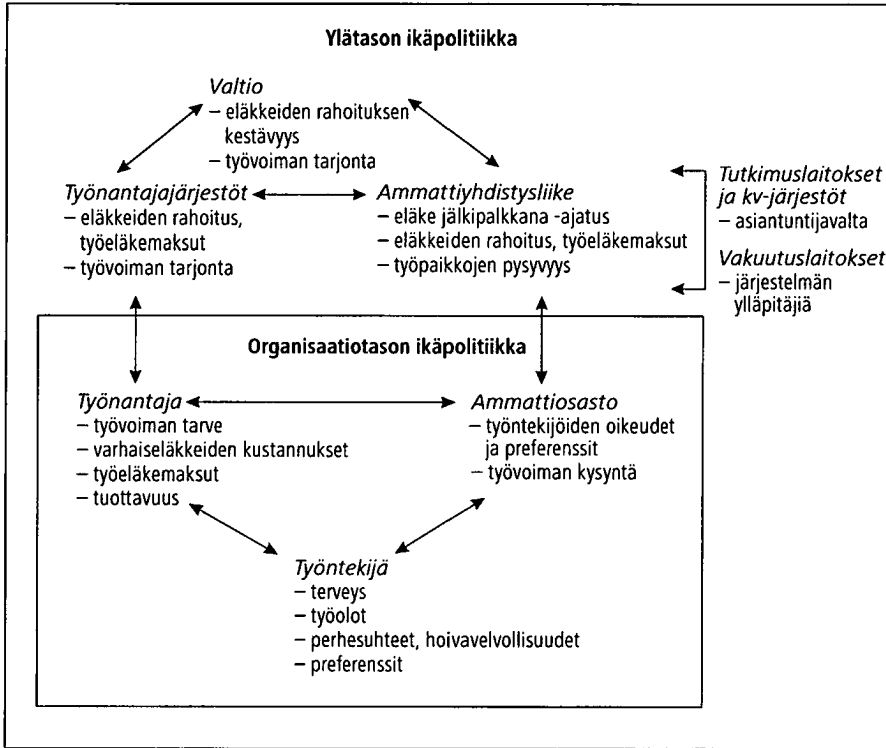 Ylätason ikäpolitiikka
Valtio
– eläkkeiden rahoituksen
kestävyys
– työvoiman tarjonta
Työnantajajärjestöt
– eläkkeiden rahoitus,
työeläkemaksut
– työvoiman tarjonta
Ammattiyhdistysliike
– eläke jälkipalkkana -ajatus
– eläkkeiden rahoitus, työeläkemaksut
– työpaikkojen pysyvyys
Tutkimuslaitokset
ja kv-järjestöt
– asiantuntijavalta
Vakuutuslaitokset
– järjestelmän
ylläpitäjiä
Organisaatiotason ikäpolitiikka
Työnantaja
– työvoiman tarve
– varhaiseläkkeiden kustannukset
– työeläkemaksut
– tuottavuus
Ammattiosasto
– työntekijöiden oikeudet
ja preferenssit
– työvoiman kysyntä
Työntekijä
– terveys
– työolot
– perhesuhteet, hoivavelvollisuudet
– preferenssit